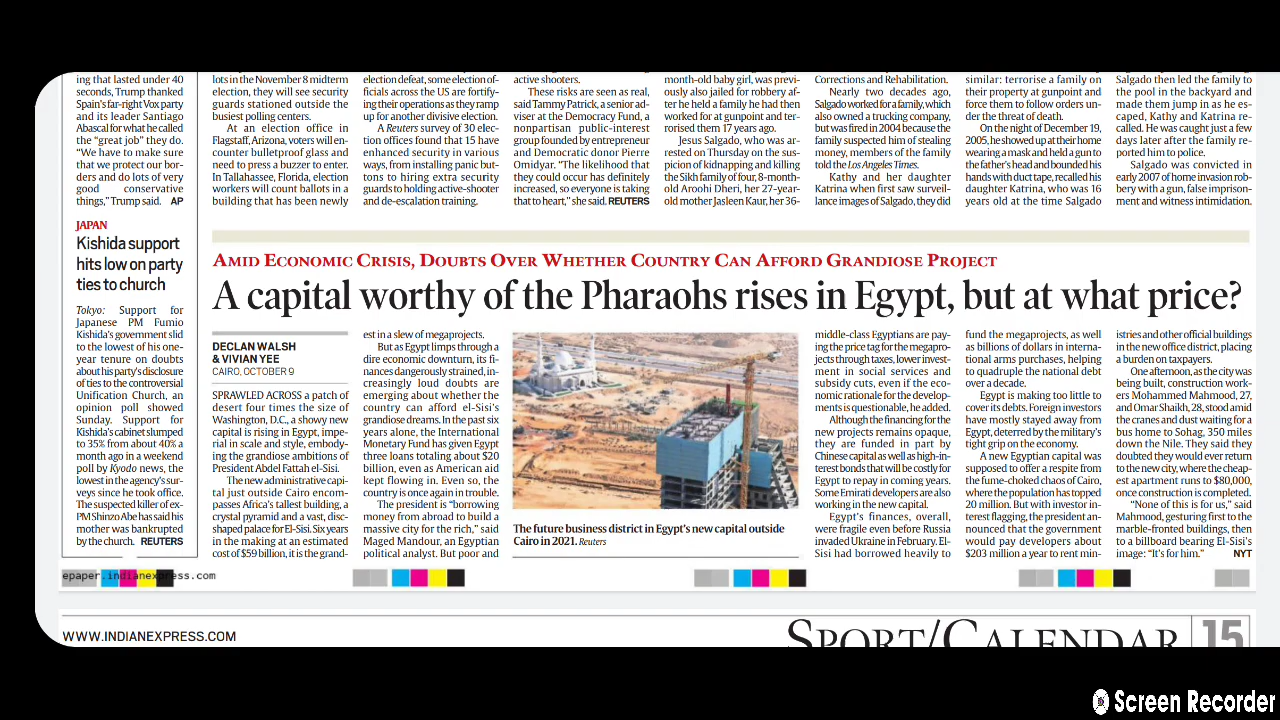 ing that lasted under 40
seconds, Trump thanked
Spain's far-right Vox party
and its leader Santiago
Abascal for what he called
the "great job" they do.
"We have to make sure
that we protect our bor-
ders and do lots of very
good conservative
things," Trump said. AP
JAPAN
Kishida support
hits low on party
ties to church
Tokyo: Support for
Japanese PM Fumio
Kishida's government slid
to the lowest of his one-
year tenure on doubts
about his party's disclosure
of ties to the controversial
Unification Church, an
opinion poll showed
Sunday. Support for
Kishida's cabinet slumped
to 35% from about 40% a
month ago in a weekend
poll by Kyodo news, the
lowest in the agency's sur-
veys since he took office.
The suspected killer of ex-
PM Shinzo Abe has said his
mother was bankrupted
by the church. REUTERS
lots in the November 8 midterm
election, they will see security
guards stationed outside the
busiest polling centers.
At an election office in
Flagstaff, Arizona, voters will en-
counter bulletproof glass and
need to press a buzzer to enter.
In Tallahassee, Florida, election
workers will count ballots in a
building that has been newly
election defeat, some election of-
ficials across the US are fortify-
ing their operations as they ramp
up for another divisive election.
A Reuters survey of 30 elec-
tion offices found that 15 have
enhanced security in various
ways, from installing panic but-
tons to hiring extra security
guards to holding active-shooter
and de-escalation training.
active shooters.
These risks are seen as real,
said Tammy Patrick, a senior ad-
viser at the Democracy Fund, a
nonpartisan public-interest
group founded by entrepreneur
and Democratic donor Pierre
Omidyar. "The likelihood that
they could occur has definitely
increased, so everyone is taking
that to heart," she said. REUTERS
month-old baby girl, was previ-
ously also jailed for robbery af-
ter he held a family he had then
worked for at gunpoint and ter-
rorised them 17 years ago.
Jesus Salgado, who was ar-
rested on Thursday on the sus-
picion of kidnapping and killing
the Sikh family of four, 8-month-
old Aroohi Dheri, her 27-year-
old mother Jasleen Kaur, her 36-
Corrections and Rehabilitation.
Nearly two decades ago,
Salgado worked for a family, which
also owned a trucking company,
but was fired in 2004 because the
family suspected him of stealing
money, members of the family
told the Los Angeles Times.
Kathy and her daughter
Katrina when first saw surveil-
lance images of Salgado, they did
similar: terrorise a family on
their property at gunpoint and
force them to follow orders un-
der the threat of death.
On the night of December 19,
2005, he showed up at their home
wearing a mask and held a gun to
the father's head and bounded his
hands with duct tape, recalled his
daughter Katrina, who was 16
years old at the time Salgado
Salgado then led the family to
the pool in the backyard and
made them jump in as he es-
caped, Kathy and Katrina re-
called. He was caught just a few
days later after the family re-
ported him to police.
Salgado was convicted in
early 2007 of home invasion rob-
bery with a gun, false imprison-
ment and witness intimidation.
AMID ECONOMIC CRISIS, DOUBTS OVER WHETHER COUNTRY CAN AFFORD GRANDIOSE PROJECT
A capital worthy of the Pharaohs rises in Egypt, but at what price?
DECLAN WALSH
& VIVIAN YEE
CAIRO, OCTOBER 9
SPRAWLED ACROSS a patch of
desert four times the size of
Washington, D.C., a showy new
capital is rising in Egypt, impe-
rial in scale and style, embody-
ing the grandiose ambitions of
President Abdel Fattah el-Sisi.
The new administrative capi-
tal just outside Cairo encom-
passes Africa's tallest building, a
crystal pyramid and a vast, disc-
shaped palace for El-Sisi. Six years
in the making at an estimated
cost of $59 billion, it is the grand-
est in a slew of megaprojects,
But as Egypt limps through a
dire economic downturn, its fi-
nances dangerously strained, in-
creasingly loud doubts are
emerging about whether the
country can afford el-Sisi's
grandiose dreams. In the past six
years alone, the International
Monetary Fund has given Egypt
three loans totaling about $20
billion, even as American aid
kept flowing in. Even so, the
country is once again in trouble.
The president is "borrowing
money from abroad to build a
massive city for the rich," said
Maged Mandour, an Egyptian
political analyst. But poor and
The future business district in Egypt's new capital outside
Cairo in 2021. Reuters
middle-class Egyptians are pay-
ing the price tag for the megapro-
jects through taxes, lower invest-
ment in social services and
subsidy cuts, even if the eco-
nomic rationale for the develop-
ments is questionable, he added.
Although the financing for the
new projects remains opaque,
they are funded in part by
Chinese capital as well as high-in-
terest bonds that will be costly for
Egypt to repay in coming years.
Some Emirati developers are also
working in the new capital.
Egypt's finances, overall,
were fragile even before Russia
invaded Ukraine in February. El-
Sisi had borrowed heavily to
fund the megaprojects, as well
as billions of dollars in interna-
tional arms purchases, helping
to quadruple the national debt
over a decade.
Egypt is making too little to
cover its debts. Foreign investors
have mostly stayed away from
Egypt, deterred by the military's
tight grip on the economy.
A new Egyptian capital was
supposed to offer a respite from
the fume-choked chaos of Cairo,
where the population has topped
20 million. But with investor in-
terest flagging, the president an-
nounced that the government
would pay developers about
$203 million a year to rent min-
istries and other official buildings
in the new office district, placing
a burden on taxpayers.
One afternoon, as the city was
being built, construction work-
ers Mohammed Mahmood, 27,
and Omar Shaikh, 28, stood amid
the cranes and dust waiting for a
bus home to Sohag, 350 miles
down the Nile. They said they
doubted they would ever return
to the new city, where the cheap-
est apartment runs to $80,000,
once construction is completed.
"None of this is for us," said
Mahmood, gesturing first to the
marble-fronted buildings, then
to a billboard bearing El-Sisi's
image: "It's for him." NYT
epaper.indianexpress.com
WWW.INDIANEXPRESS.COM
SPORT/CALENDAR 15
Screen Recorder